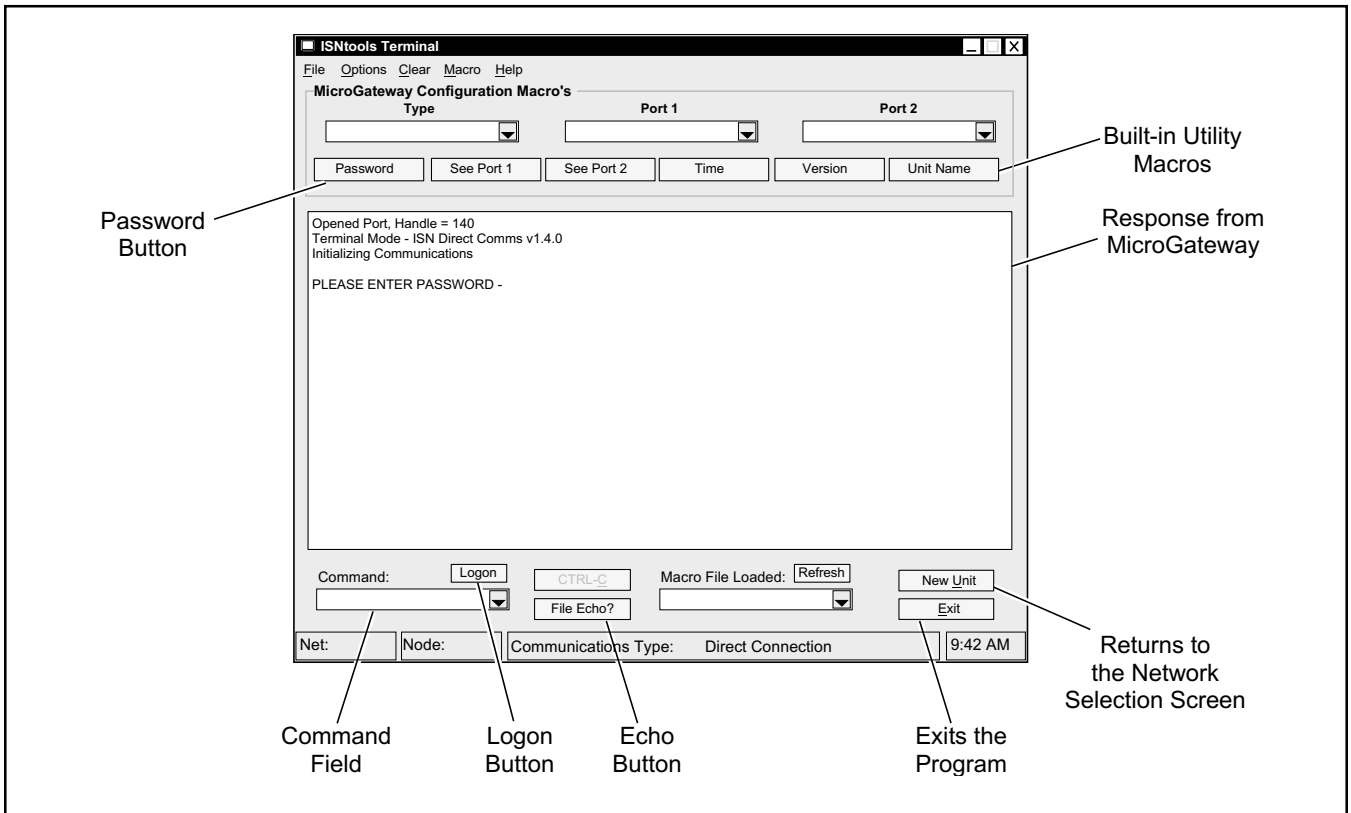 ISNtools Terminal
File Options Clear Macro Help
MicroGateway Configuration Macro's
Type Port 1 Port 2
Password See Port 1 See Port 2 Time Version Unit Name
Built-in Utility
Macros
Password
Button
Response from
MicroGateway
Opened Port, Handle = 140
Terminal Mode - ISN Direct Comms v1.4.0
Initializing Communications
PLEASE ENTER PASSWORD -
Command: Logon CTRL-C Macro File Loaded: Refresh New Unit
File Echo? Exit
Net: Node: Communications Type: Direct Connection 9:42 AM
Returns to
the Network
Selection Screen
Command
Field
Logon
Button
Echo
Button
Exits the
Program